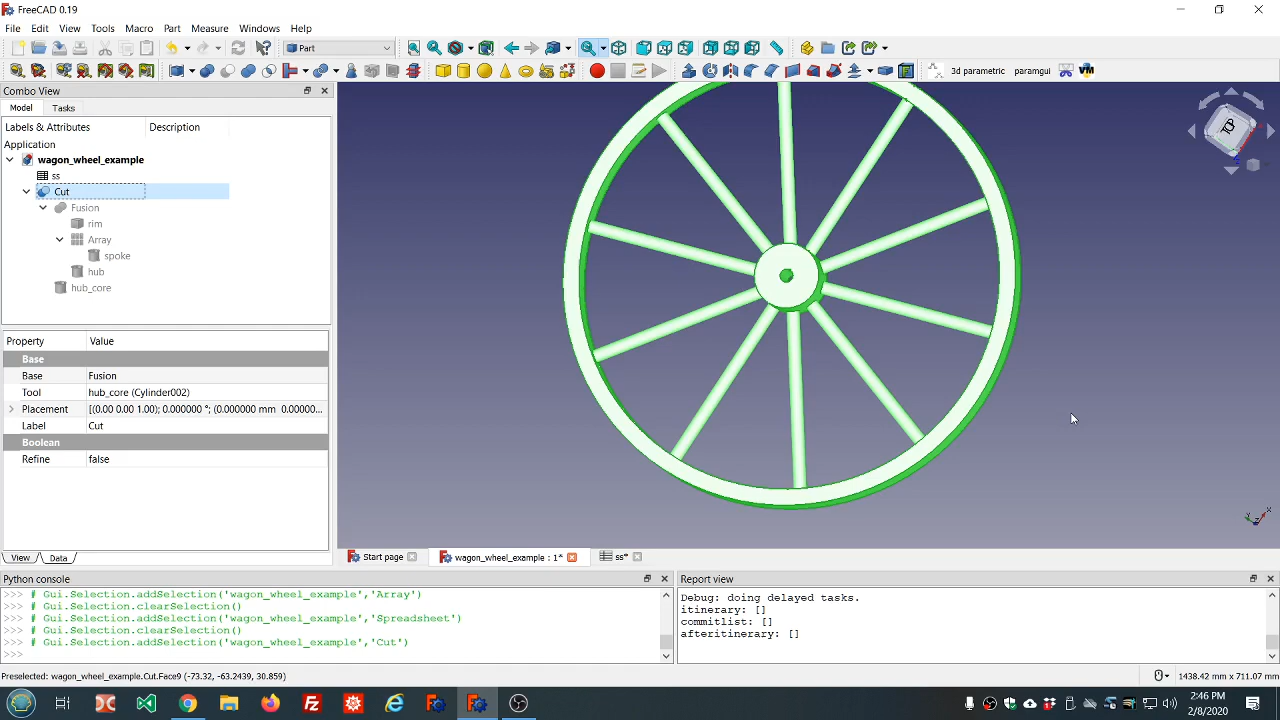 FreeCAD 0.19
File Edit View Tools Macro Part Measure Windows Help
Part
3d parametric paramgui
Combo View
Model Tasks
Labels & Attributes Description
Application
wagon_wheel_example
ss
Cut
Fusion
rim
Array
spoke
hub
hub_core
Property Value
Base
Base Fusion
Tool hub_core (Cylinder002)
Placement [(0.00 0.00 1.00); 0.000000 °; (0.000000 mm 0.00000...
Label Cut
Boolean
Refine false
View Data
TOP
Start page wagon_wheel_example : 1* ss*
Python console
>>> # Gui.Selection.addSelection('wagon_wheel_example','Array')
>>> # Gui.Selection.clearSelection()
>>> # Gui.Selection.addSelection('wagon_wheel_example','Spreadsheet')
>>> # Gui.Selection.clearSelection()
>>> # Gui.Selection.addSelection('wagon_wheel_example','Cut')
>>>
Report view
Debug: doing delayed tasks.
itinerary: []
commitlist: []
afteritinerary: []
Preselected: wagon_wheel_example.Cut.Face9 (-73.32, -63.2439, 30.859)
1438.42 mm x 711.07 mm
2:46 PM
2/8/2020